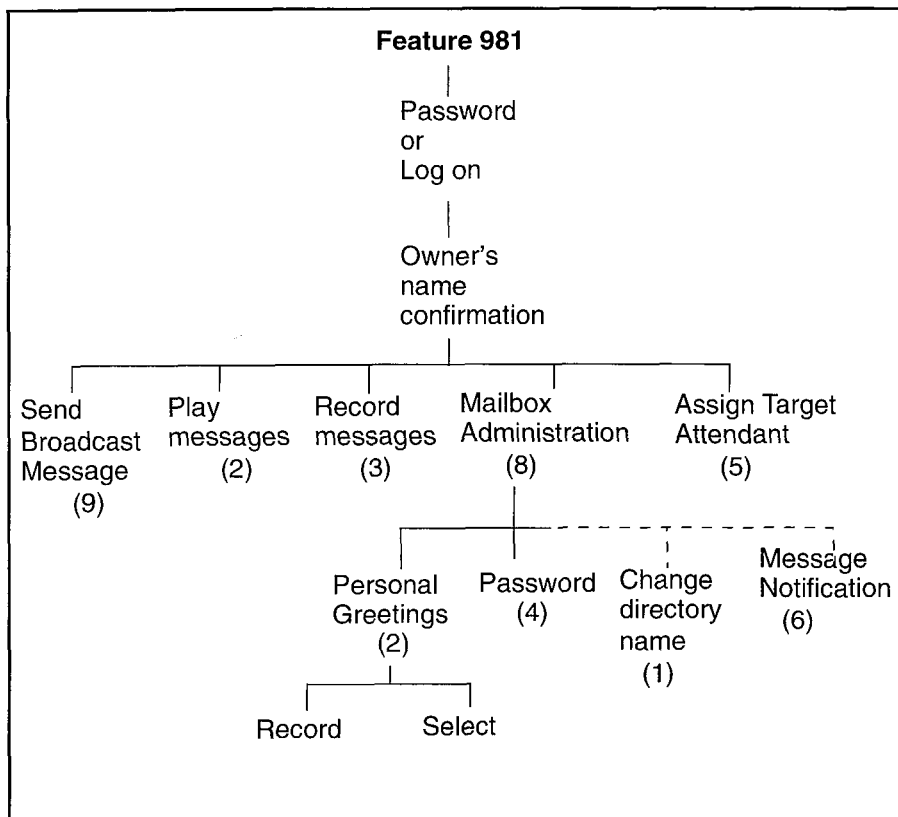 Feature 981
Password
or
Log on
Owner's
name
confirmation
Send
Broadcast
Message
(9)
Play
messages
(2)
Record
messages
(3)
Mailbox
Administration
(8)
Assign Target
Attendant
(5)
Personal
Greetings
(2)
Password
(4)
Change
directory
name
(1)
Message
Notification
(6)
Record
Select